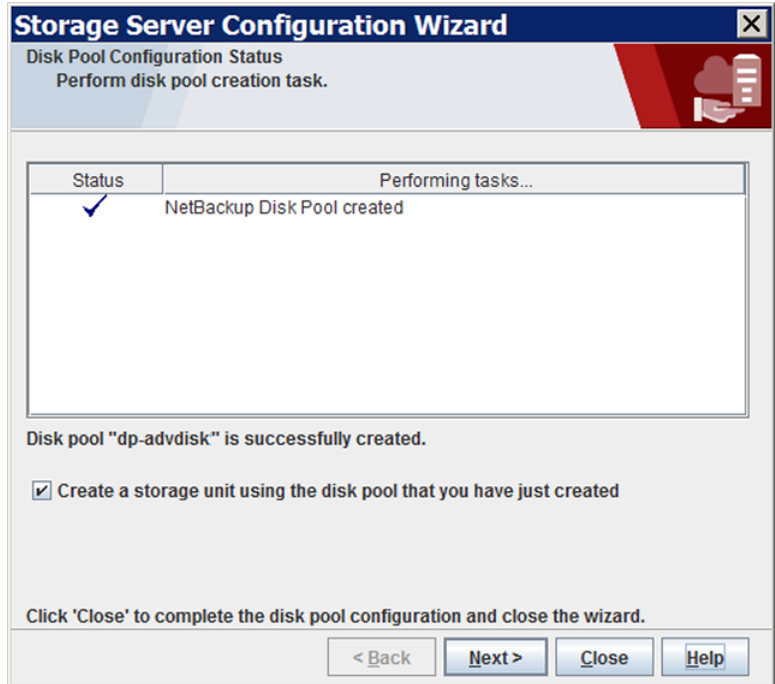 Storage Server Configuration Wizard
Disk Pool Configuration Status
Perform disk pool creation task.
Status Performing tasks...
NetBackup Disk Pool created
Disk pool "dp-advdisk" is successfully created.
Create a storage unit using the disk pool that you have just created
Click 'Close' to complete the disk pool configuration and close the wizard.
< Back Next > Close Help